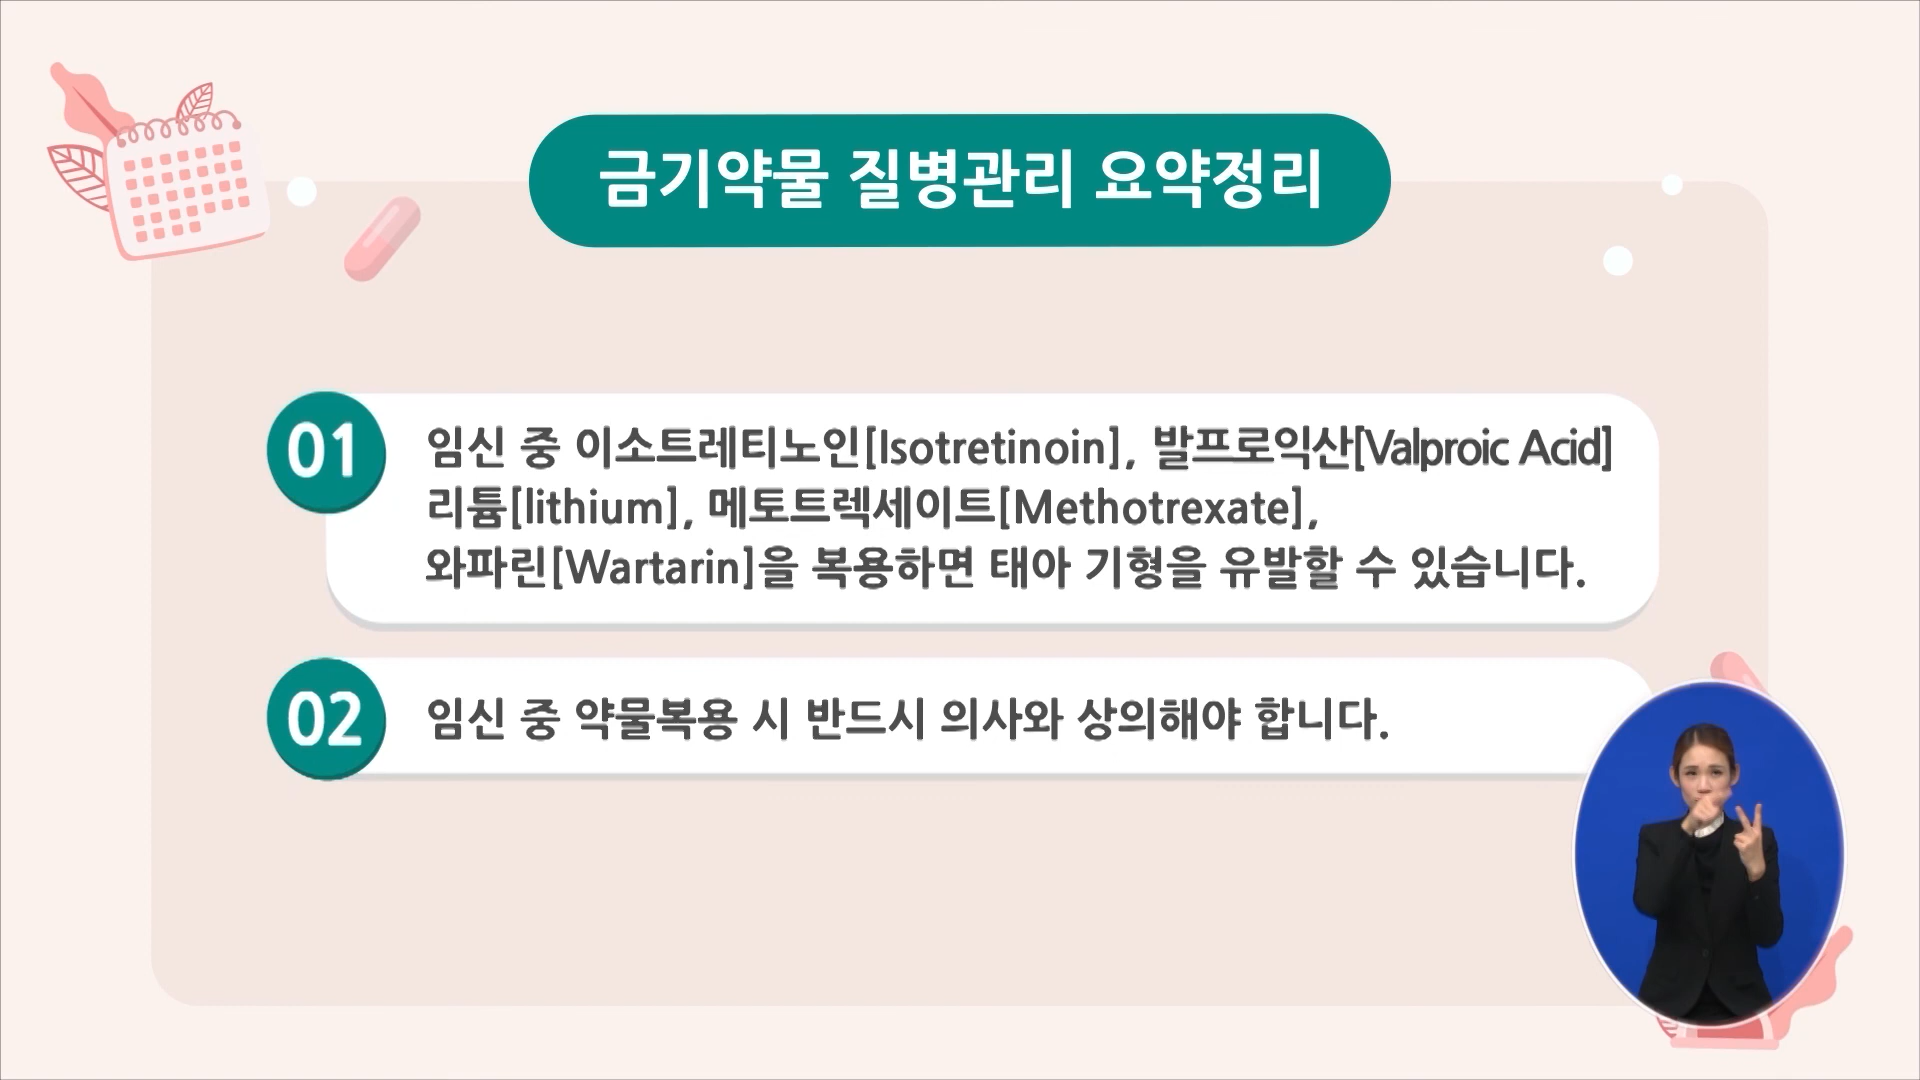 금기약물 질병관리 요약정리
01
임신 중 이소트레티노인[Isotretinoin], 발프로익산[Valproic Acid]
리튬[lithium], 메토트렉세이트[Methotrexate],
와파린[Wartarin]을 복용하면 태아 기형을 유발할 수 있습니다.
02
임신 중 약물복용 시 반드시 의사와 상의해야 합니다.